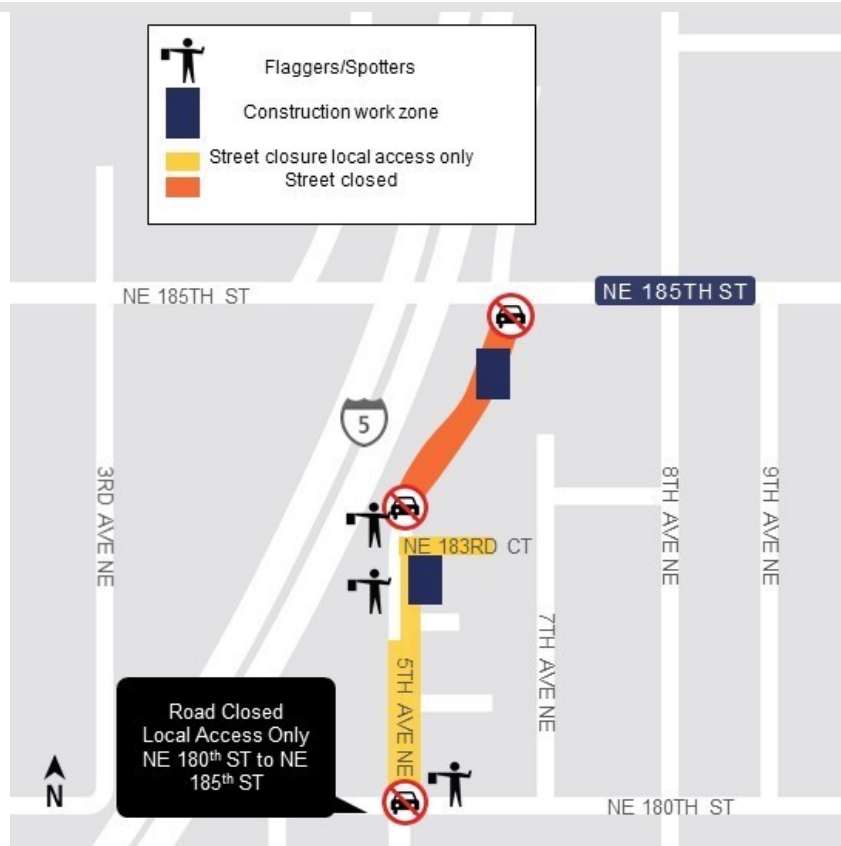 Flaggers/Spotters
Construction work zone
Street closure local access only
Street closed
NE 185TH ST
NE 185TH ST
5
3RD AVE NE
8TH AVE NE
9TH AVE NE
NE 183RD CT
7TH AVE NE
5TH AVE NE
Road Closed
Local Access Only
NE 180th ST to NE
185th ST
N
NE 180TH ST